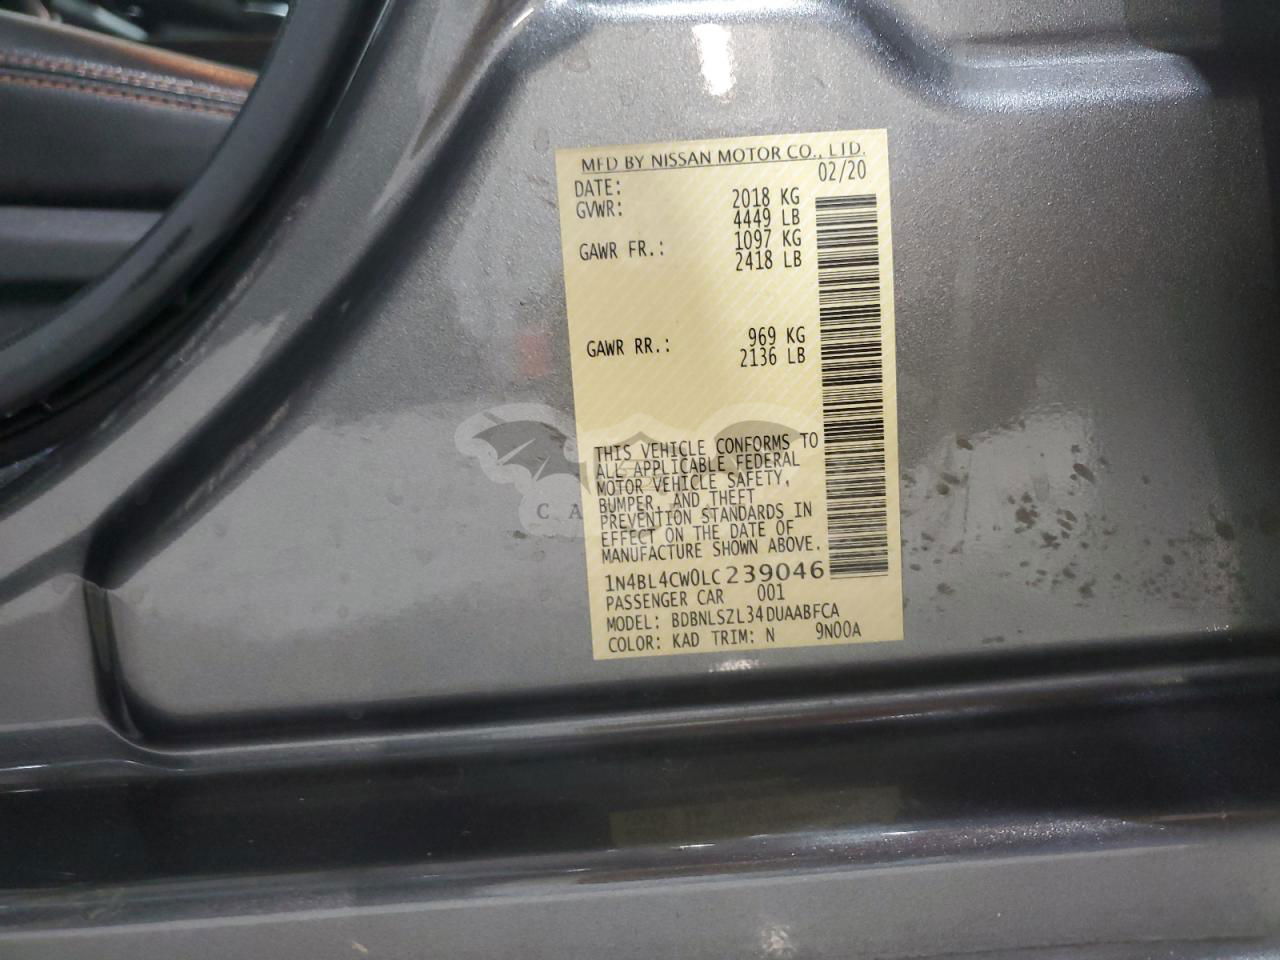 MFD BY NISSAN MOTOR CO., LTD.
DATE: 02/20
GVWR: 2018 KG
4449 LB
GAWR FR.: 1097 KG
2418 LB
GAWR RR.: 969 KG
2136 LB
THIS VEHICLE CONFORMS TO
ALL APPLICABLE FEDERAL
MOTOR VEHICLE SAFETY,
BUMPER, AND THEFT
PREVENTION STANDARDS IN
EFFECT ON THE DATE OF
MANUFACTURE SHOWN ABOVE.
1N4BL4CW0LC239046
PASSENGER CAR 001
MODEL: BDBNLSZL34DUAABFCA
COLOR: KAD TRIM: N 9N00A